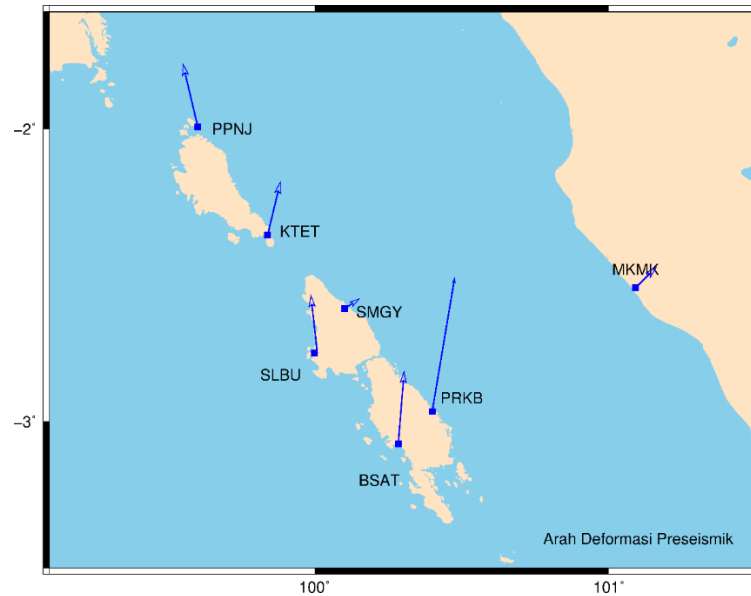 −2°
PPNJ
KTET
MKMK
SMGY
SLBU
PRKB
−3°
BSAT
Arah Deformasi Preseismik
100°
101°